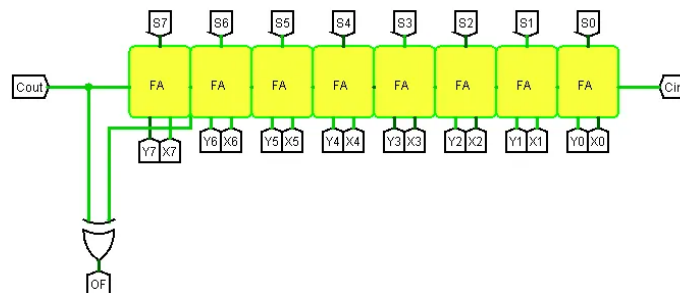 S7 S6 S5 S4 S3 S2 S1 S0
Cout FA FA FA FA FA FA FA FA Cin
Y7 X7 Y6 X6 Y5 X5 Y4 X4 Y3 X3 Y2 X2 Y1 X1 Y0 X0
OF